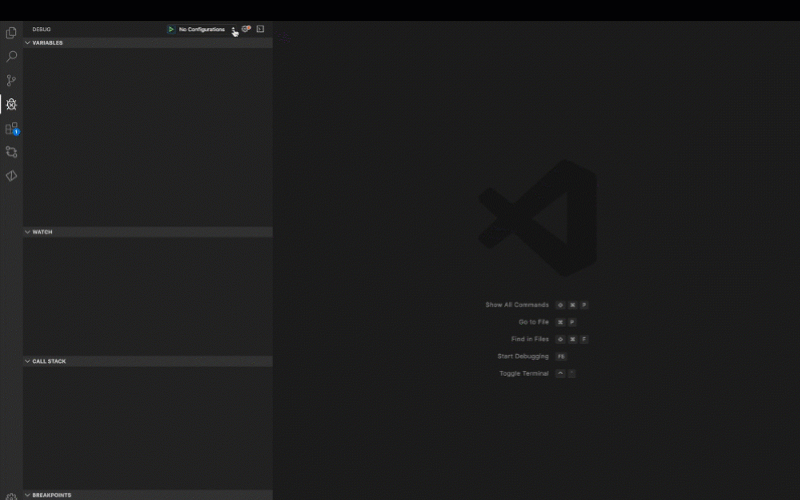 DEBUG No Configurations
VARIABLES
1
WATCH
CALL STACK
BREAKPOINTS
Show All Commands ⇧ ⌘ P
Go to File ⌘ P
Find in Files ⇧ ⌘ F
Start Debugging F5
Toggle Terminal ⌃ `